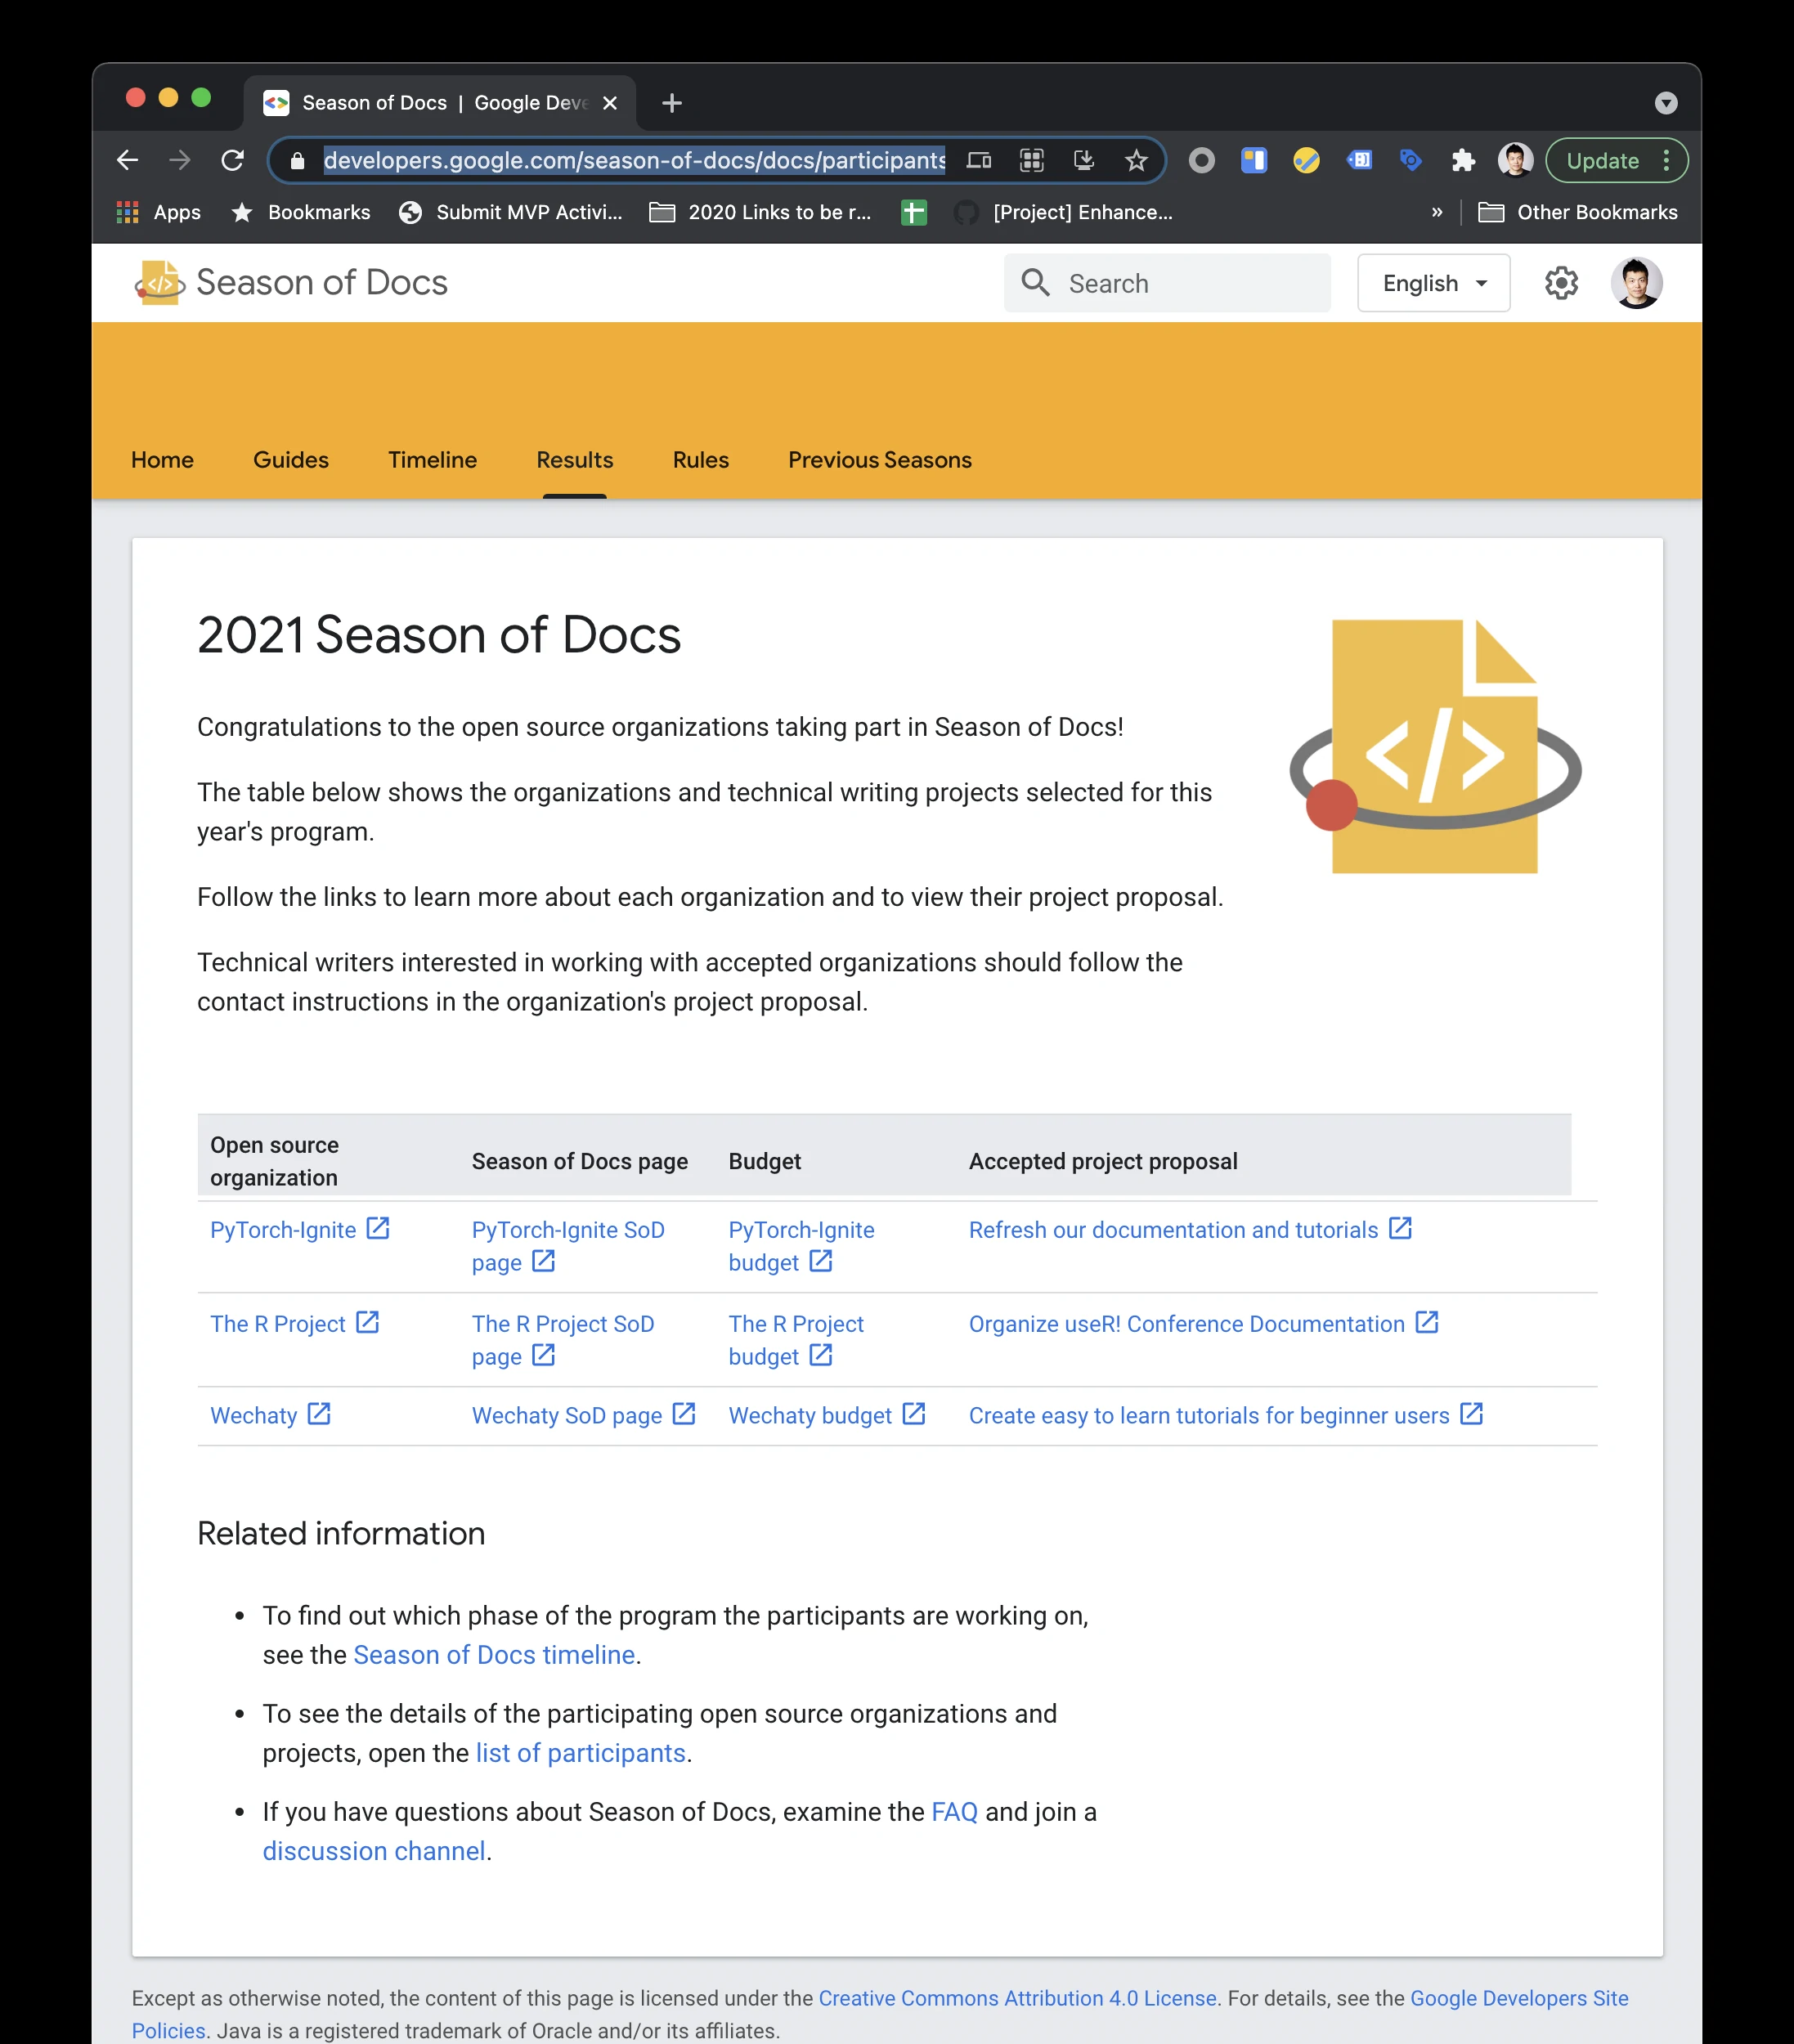 Season of Docs | Google Deve
developers.google.com/season-of-docs/docs/participants
Update
Apps
Bookmarks
Submit MVP Activi...
2020 Links to be r...
[Project] Enhance...
»
Other Bookmarks
</> Season of Docs
Search
English
Home
Guides
Timeline
Results
Rules
Previous Seasons
2021 Season of Docs
Congratulations to the open source organizations taking part in Season of Docs!
The table below shows the organizations and technical writing projects selected for this
year's program.
Follow the links to learn more about each organization and to view their project proposal.
Technical writers interested in working with accepted organizations should follow the
contact instructions in the organization's project proposal.
</>
Open source
organization
Season of Docs page
Budget
Accepted project proposal
PyTorch-Ignite
PyTorch-Ignite SoD
page
PyTorch-Ignite
budget
Refresh our documentation and tutorials
The R Project
The R Project SoD
page
The R Project
budget
Organize useR! Conference Documentation
Wechaty
Wechaty SoD page
Wechaty budget
Create easy to learn tutorials for beginner users
Related information
• To find out which phase of the program the participants are working on,
see the Season of Docs timeline.
• To see the details of the participating open source organizations and
projects, open the list of participants.
• If you have questions about Season of Docs, examine the FAQ and join a
discussion channel.
Except as otherwise noted, the content of this page is licensed under the Creative Commons Attribution 4.0 License. For details, see the Google Developers Site
Policies. Java is a registered trademark of Oracle and/or its affiliates.